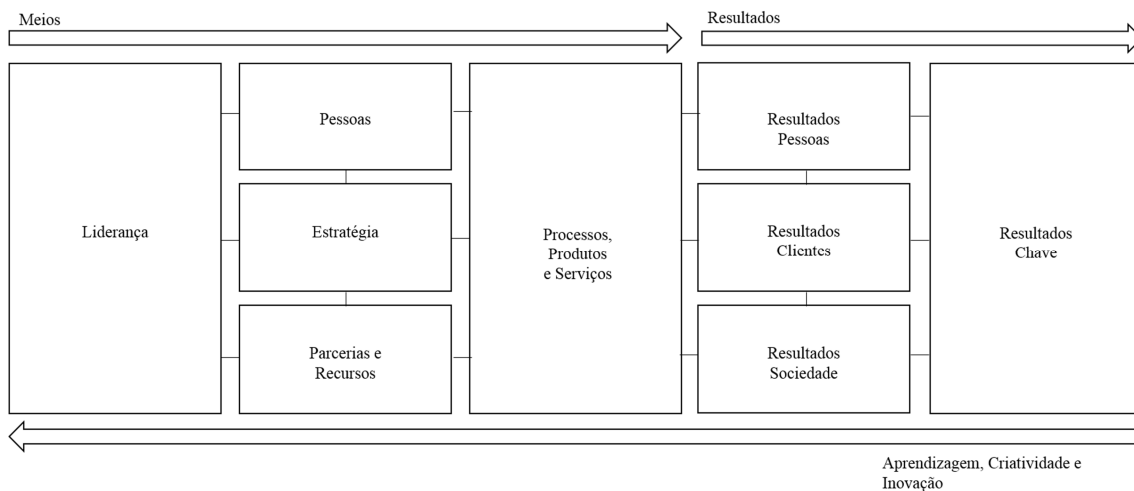 Meios
Resultados
Liderança
Pessoas
Estratégia
Parcerias e
Recursos
Processos,
Produtos
e Serviços
Resultados
Pessoas
Resultados
Clientes
Resultados
Sociedade
Resultados
Chave
Aprendizagem, Criatividade e
Inovação